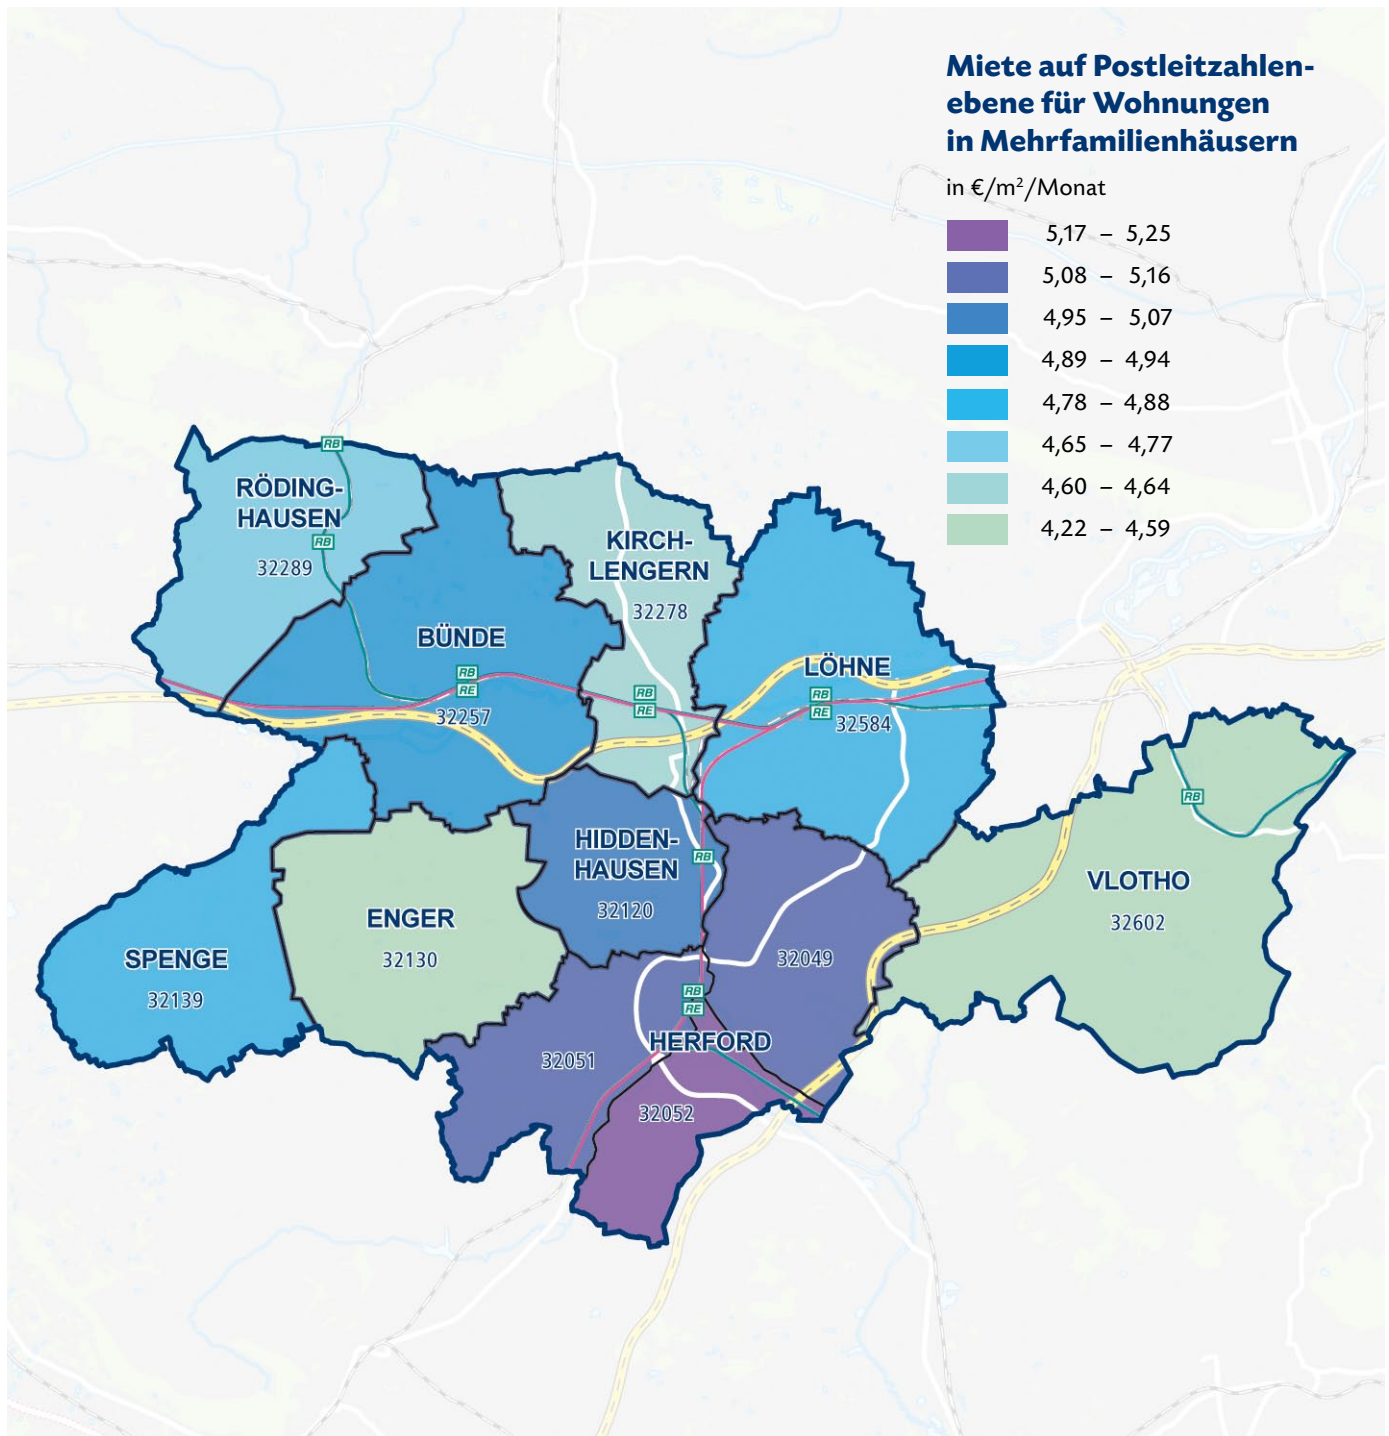 Miete auf Postleitzahlen-
ebene für Wohnungen
in Mehrfamilienhäusern
in €/m²/Monat
5,17 – 5,25
5,08 – 5,16
4,95 – 5,07
4,89 – 4,94
4,78 – 4,88
4,65 – 4,77
4,60 – 4,64
4,22 – 4,59
RB
RÖDING-
HAUSEN
RB
32289
KIRCH-
LENGERN
32278
BÜNDE
RB
RE
32257
RB
RE
LÖHNE
RB
RE
32584
RB
HIDDEN-
HAUSEN
32120
RB
VLOTHO
32602
ENGER
32130
SPENGE
32139
32049
RB
RE
HERFORD
32051
32052